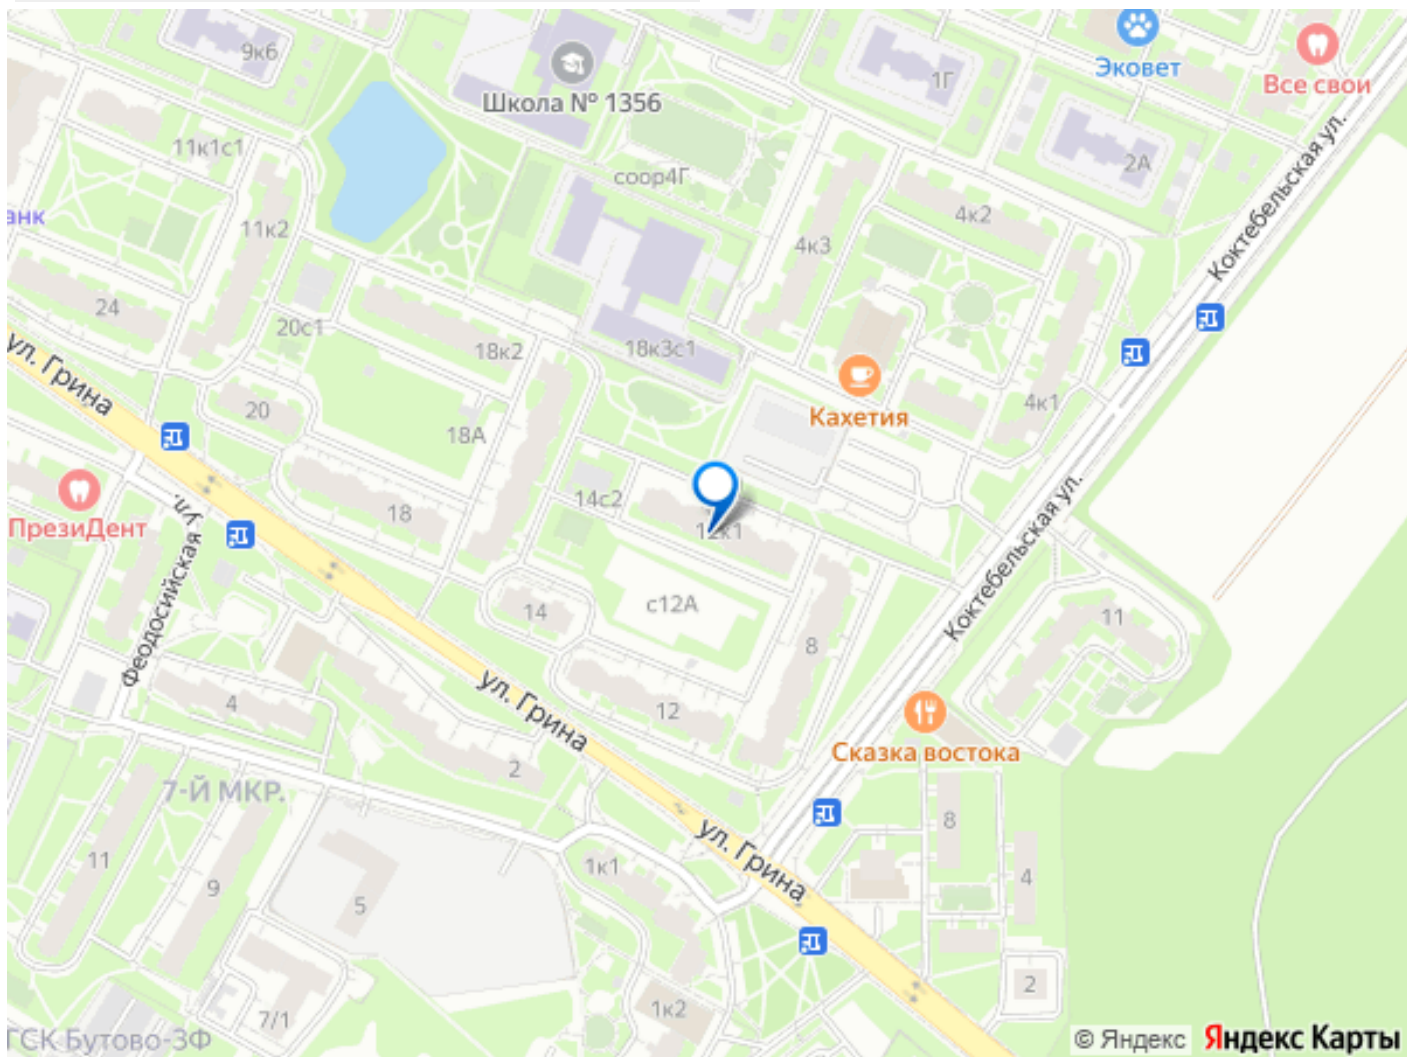 9к6
Школа № 1356
1Г
Эковет
Все свои
11к1с1
соор4Г
2А
Коктебельская ул.
анк
11к2
4к3
4к2
24
20с1
18к2
18к3с1
ул. Грина
20
18А
Кахетия
4к1
ПрезиДент
18
14с2
12к1
Коктебельская ул.
Феодосийская ул.
14
с12А
8
11
4
ул. Грина
12
Сказка востока
2
7-Й МКР.
8
11
9
5
1к1
ул. Грина
4
7/1
1к2
2
ГСК Бутово-3Ф
© Яндекс Яндекс Карты